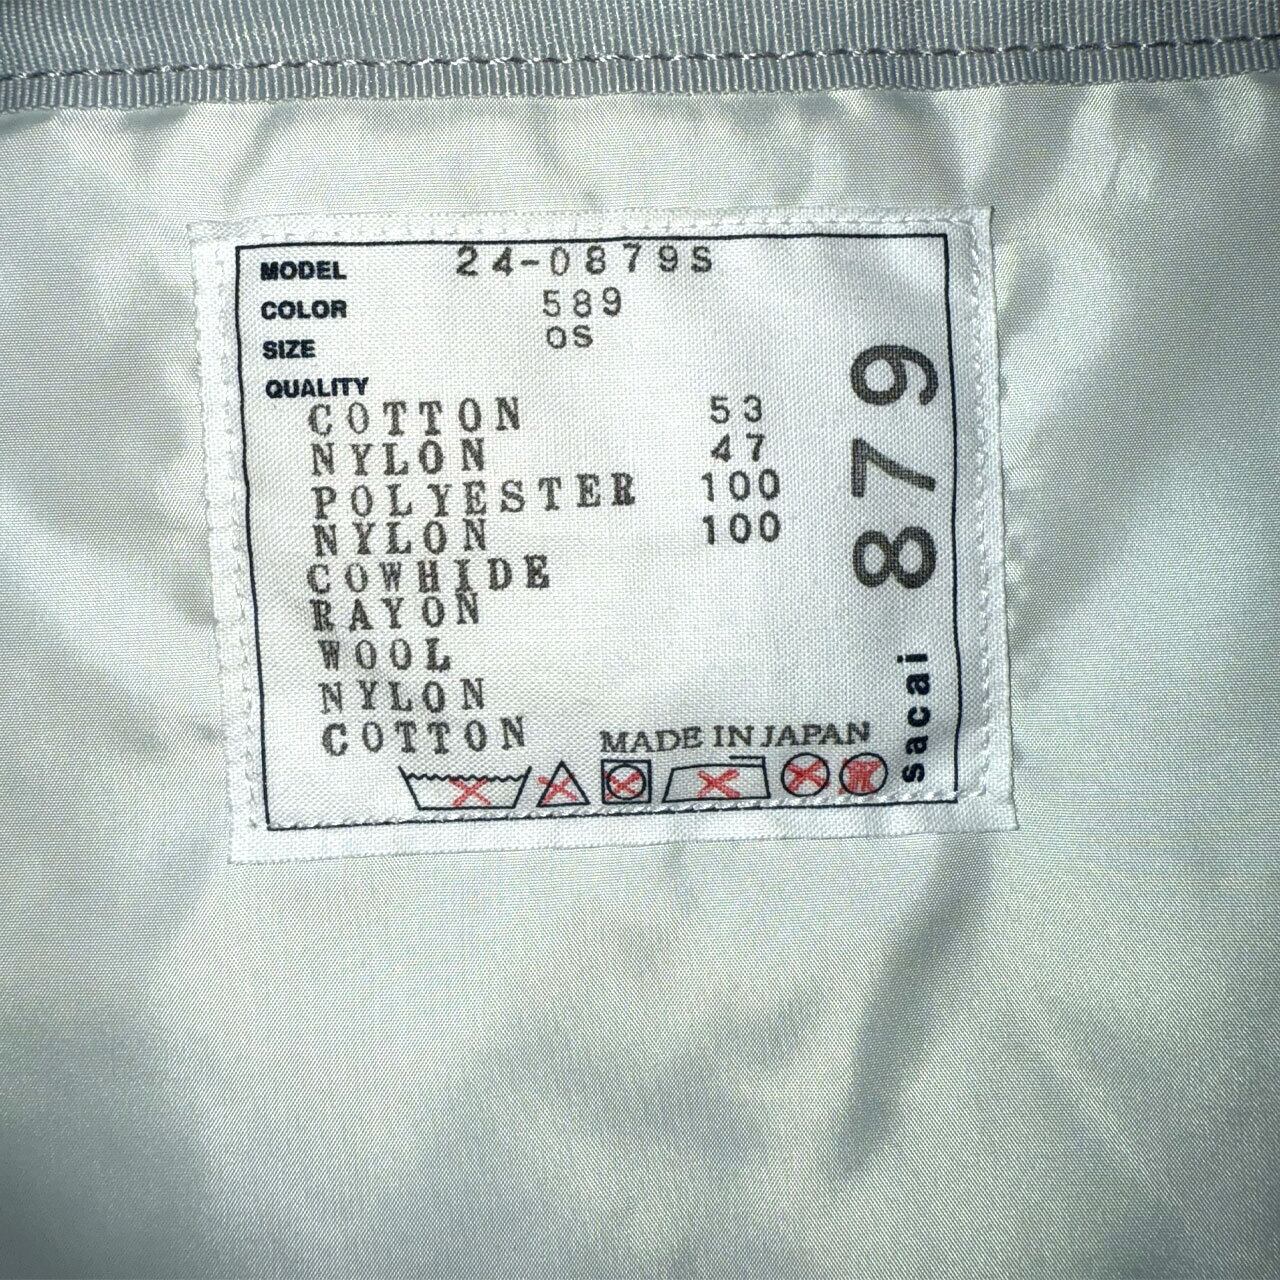 MODEL 24-0879S
COLOR 589
SIZE OS
QUALITY
COTTON 53
NYLON 47
POLYESTER 100
NYLON 100
COWHIDE
RAYON
WOOL
NYLON
COTTON
MADE IN JAPAN
sacai 879